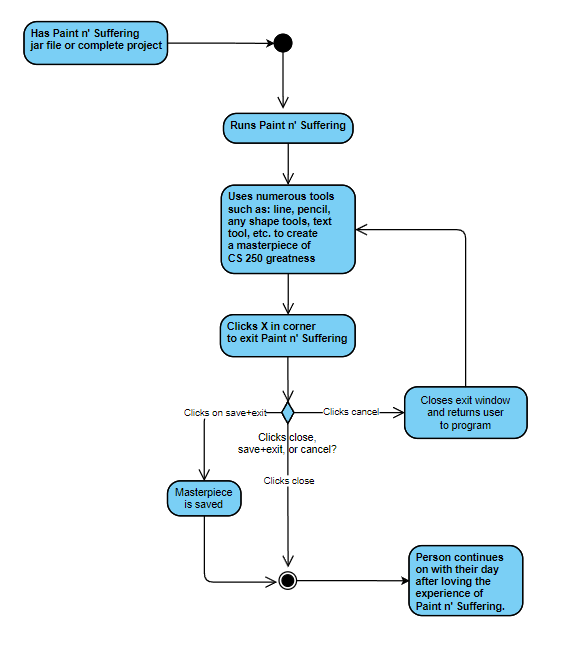 Has Paint n' Suffering
jar file or complete project
Runs Paint n' Suffering
Uses numerous tools
such as: line, pencil,
any shape tools, text
tool, etc. to create
a masterpiece of
CS 250 greatness
Clicks X in corner
to exit Paint n' Suffering
Clicks on save+exit
Clicks cancel
Closes exit window
and returns user
to program
Clicks close,
save+exit, or cancel?
Clicks close
Masterpiece
is saved
Person continues
on with their day
after loving the
experience of
Paint n' Suffering.